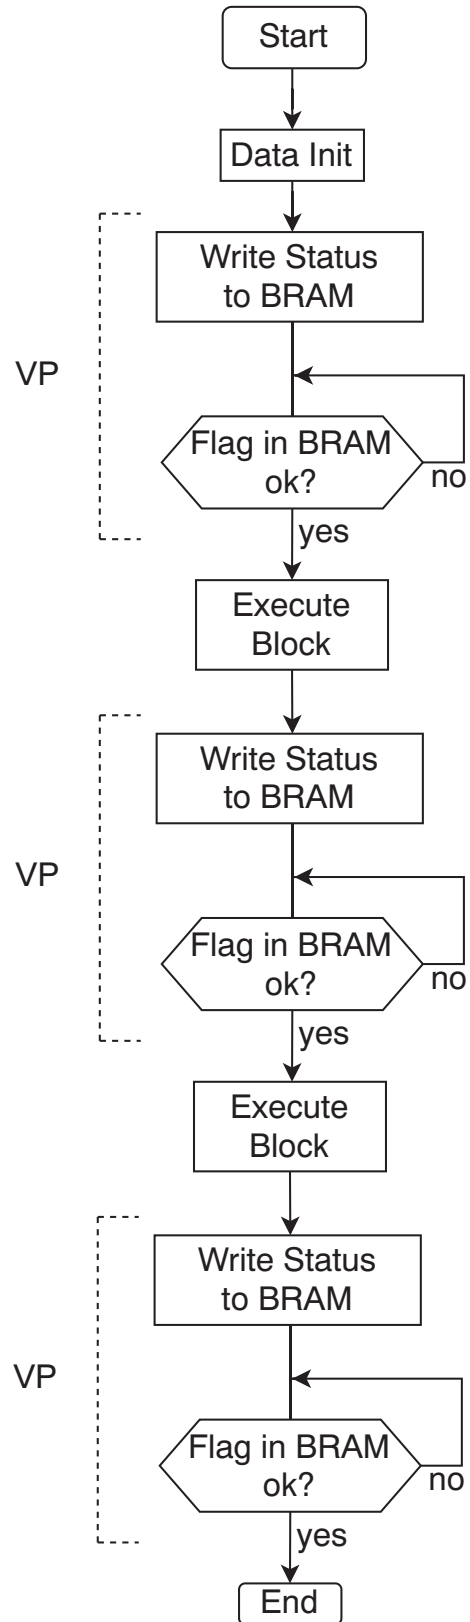 Start
Data Init
Write Status
to BRAM
VP
Flag in BRAM
ok?
no
yes
Execute
Block
Write Status
to BRAM
VP
Flag in BRAM
ok?
no
yes
Execute
Block
Write Status
to BRAM
VP
Flag in BRAM
ok?
no
yes
End